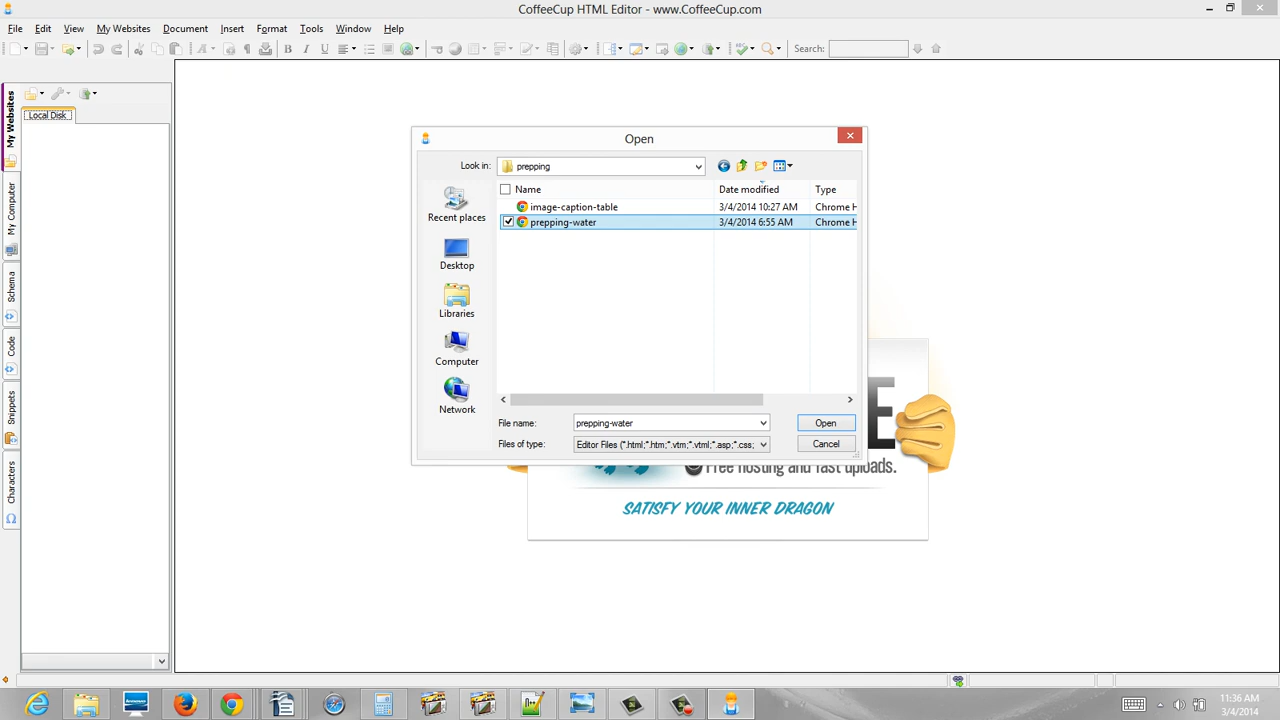 CoffeeCup HTML Editor - www.CoffeeCup.com
File Edit View My Websites Document Insert Format Tools Window Help
B I U Search:
My Websites
My Computer
Schema
Code
Snippets
Characters
Local Disk
Open
Look in: prepping
Name Date modified Type
image-caption-table 3/4/2014 10:27 AM Chrome H
prepping-water 3/4/2014 6:55 AM Chrome H
Recent places
Desktop
Libraries
Computer
Network
File name: prepping-water Open
Files of type: Editor Files (*.html;*.htm;*.vtm;*.vtml;*.asp;*.css; Cancel
E
Free hosting and fast uploads.
SATISFY YOUR INNER DRAGON
11:36 AM
3/4/2014